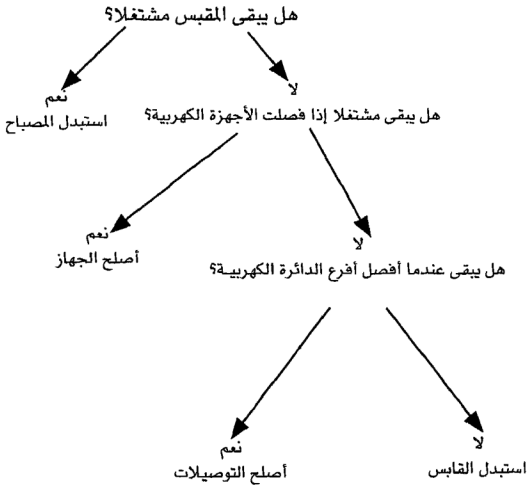 هل يبقى المقبس مشتغلا؟
لا
نعم
هل يبقى مشتغلا إذا فصلت الأجهزة الكهربية؟
استبدل المصباح
لا
نعم
أصلح الجهاز
هل يبقى عندما أفصل أفرع الدائرة الكهربية؟
لا
نعم
استبدل القابس
أصلح التوصيلات